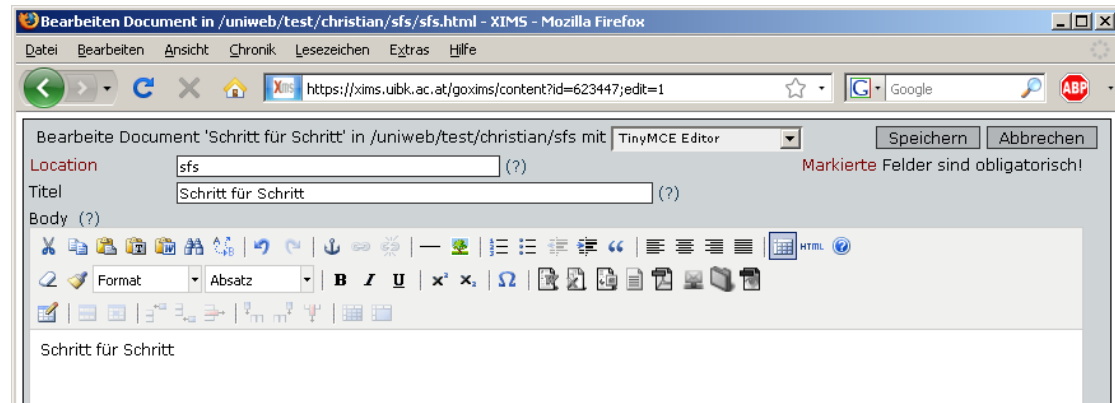 Bearbeiten Document in /uniweb/test/christian/sfs/sfs.html - XIMS - Mozilla Firefox
Datei Bearbeiten Ansicht Chronik Lesezeichen Extras Hilfe
Xms https://xims.uibk.ac.at/goxims/content?id=623447;edit=1 G Google ABP
Bearbeite Document 'Schritt für Schritt' in /uniweb/test/christian/sfs mit TinyMCE Editor Speichern Abbrechen
Location sfs (?) Markierte Felder sind obligatorisch!
Titel Schritt für Schritt (?)
Body (?)
HTML ?
Format Absatz B I U x² x₂ Ω
Schritt für Schritt